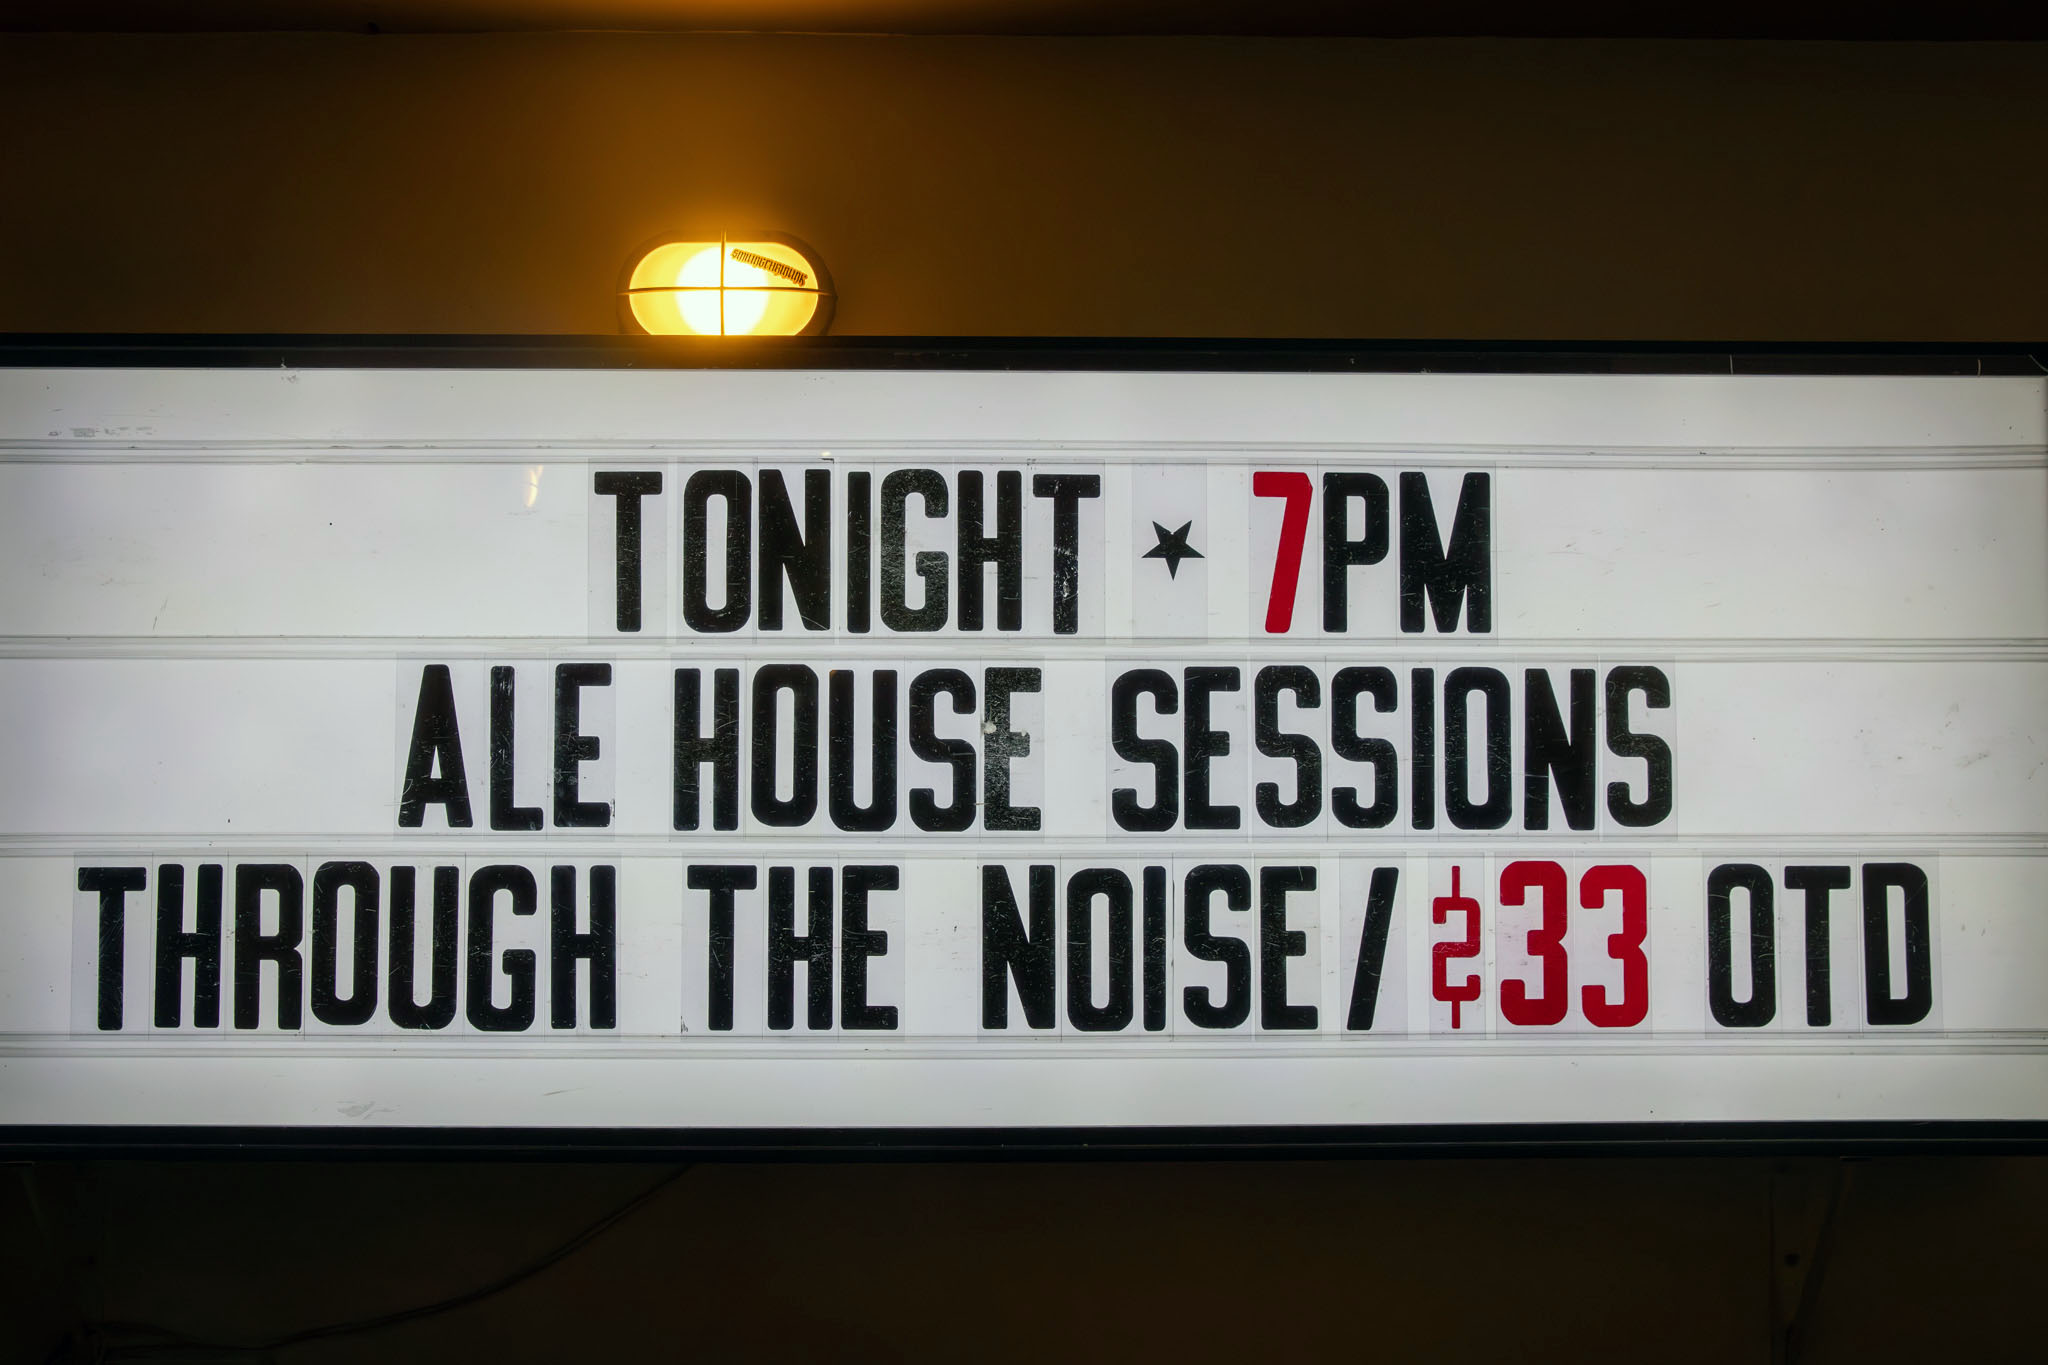 TONIGHT ★ 7PM
ALE HOUSE SESSIONS
THROUGH THE NOISE/$33 OTD